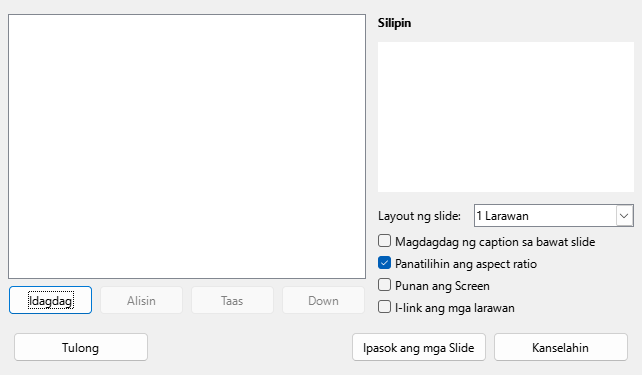 Silipin
Layout ng slide: 1 Larawan
Magdagdag ng caption sa bawat slide
Panatilihin ang aspect ratio
Punan ang Screen
I-link ang mga larawan
Idagdag Alisin Taas Down
Tulong Ipasok ang mga Slide Kanselahin